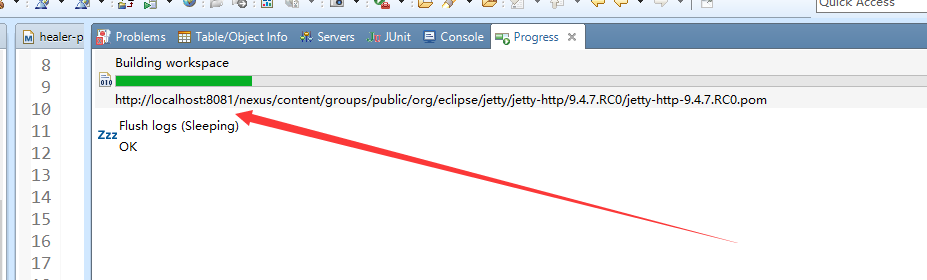 Quick Access
healer-p
Problems Table/Object Info Servers JUnit Console Progress
8
9
10
11
12
13
14
15
16
17
Building workspace
010
http://localhost:8081/nexus/content/groups/public/org/eclipse/jetty/jetty-http/9.4.7.RC0/jetty-http-9.4.7.RC0.pom
Zzz Flush logs (Sleeping)
OK